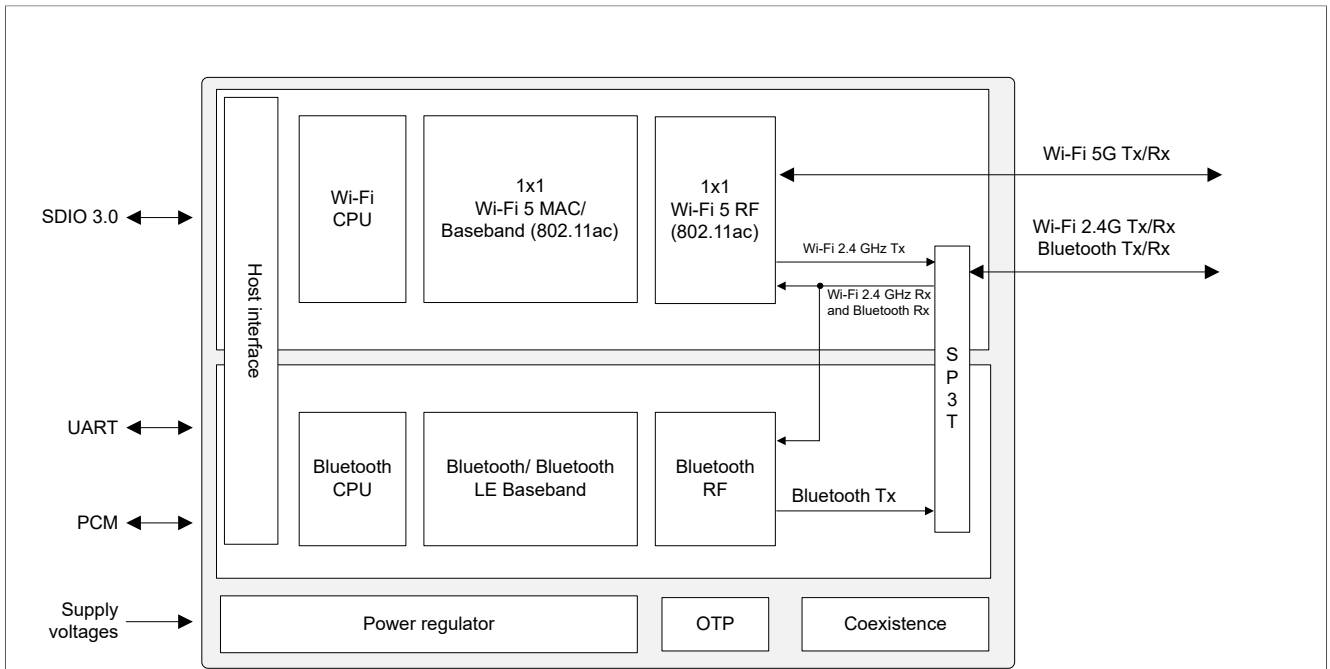 Wi-Fi 5G Tx/Rx
Wi-Fi
CPU
1x1
Wi-Fi 5 MAC/
Baseband (802.11ac)
1x1
Wi-Fi 5 RF
(802.11ac)
SDIO 3.0
Wi-Fi 2.4G Tx/Rx
Bluetooth Tx/Rx
Wi-Fi 2.4 GHz Tx
Wi-Fi 2.4 GHz Rx
and Bluetooth Rx
Host interface
S
P
3
T
UART
Bluetooth
CPU
Bluetooth/ Bluetooth
LE Baseband
Bluetooth
RF
Bluetooth Tx
PCM
Supply
voltages
Power regulator
OTP
Coexistence